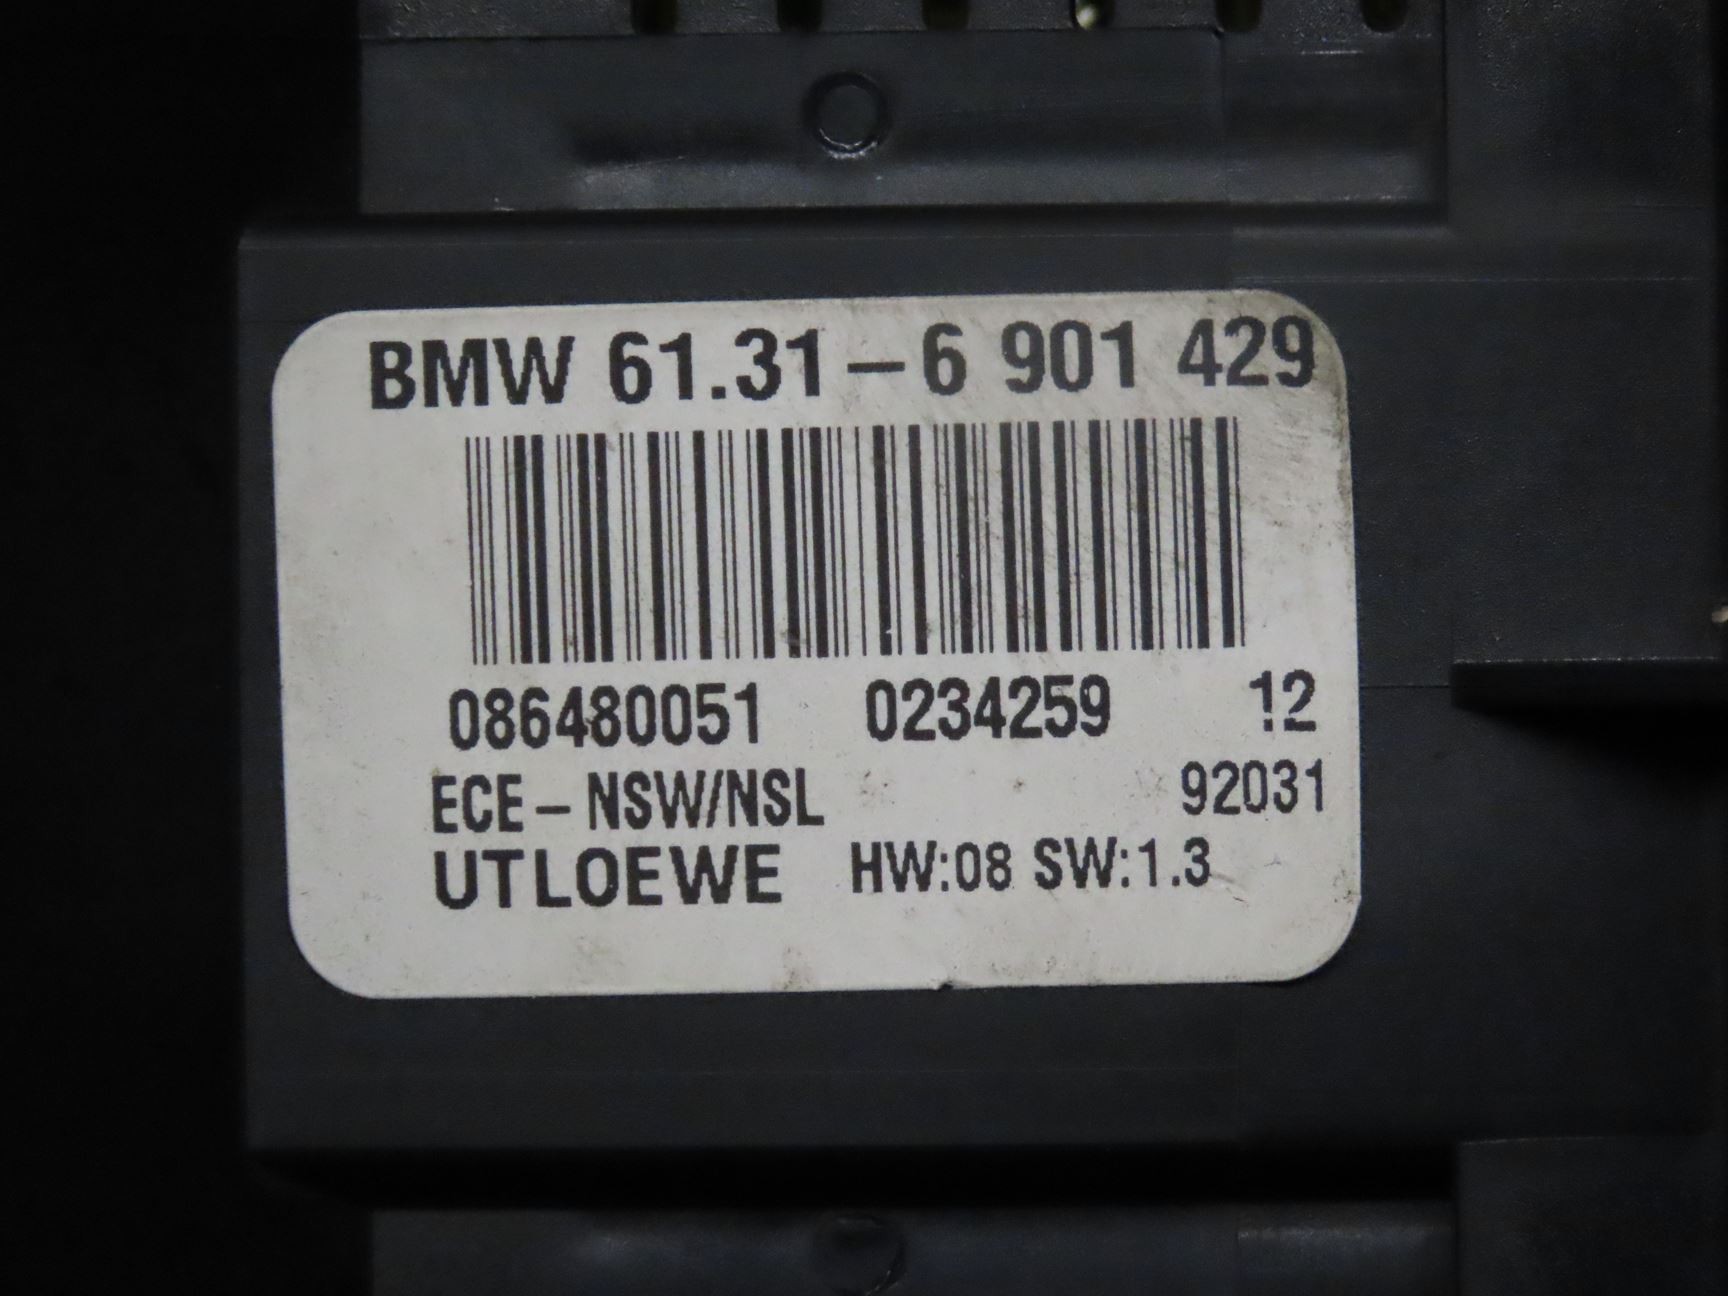 BMW 61.31-6 901 429
086480051 0234259 12
ECE-NSW/NSL 92031
UTLOEWE HW:08 SW:1.3